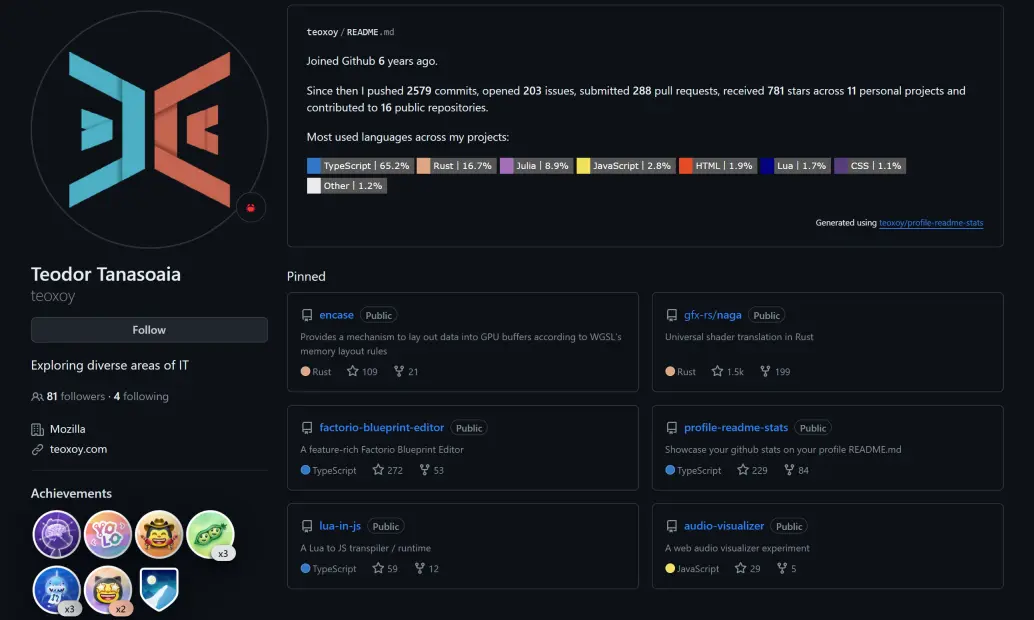 teoxoy/README.md
Joined Github 6 years ago.
Since then I pushed 2579 commits, opened 203 issues, submitted 288 pull requests, received 781 stars across 11 personal projects and
contributed to 16 public repositories.
Most used languages across my projects:
TypeScript | 65.2% Rust | 16.7% Julia | 8.9% JavaScript | 2.8% HTML | 1.9% Lua | 1.7% CSS | 1.1%
Other | 1.2%
Generated using teoxoy/profile-readme-stats
Teodor Tanasoaia
teoxoy
Follow
Exploring diverse areas of IT
81 followers · 4 following
Mozilla
teoxoy.com
Achievements
YOLO
x3
x3
x2
Pinned
encase Public
Provides a mechanism to lay out data into GPU buffers according to WGSL's
memory layout rules
Rust 109 21
gfx-rs/naga Public
Universal shader translation in Rust
Rust 1.5k 199
factorio-blueprint-editor Public
A feature-rich Factorio Blueprint Editor
TypeScript 272 53
profile-readme-stats Public
Showcase your github stats on your profile README.md
TypeScript 229 84
lua-in-js Public
A Lua to JS transpiler / runtime
TypeScript 59 12
audio-visualizer Public
A web audio visualizer experiment
JavaScript 29 5